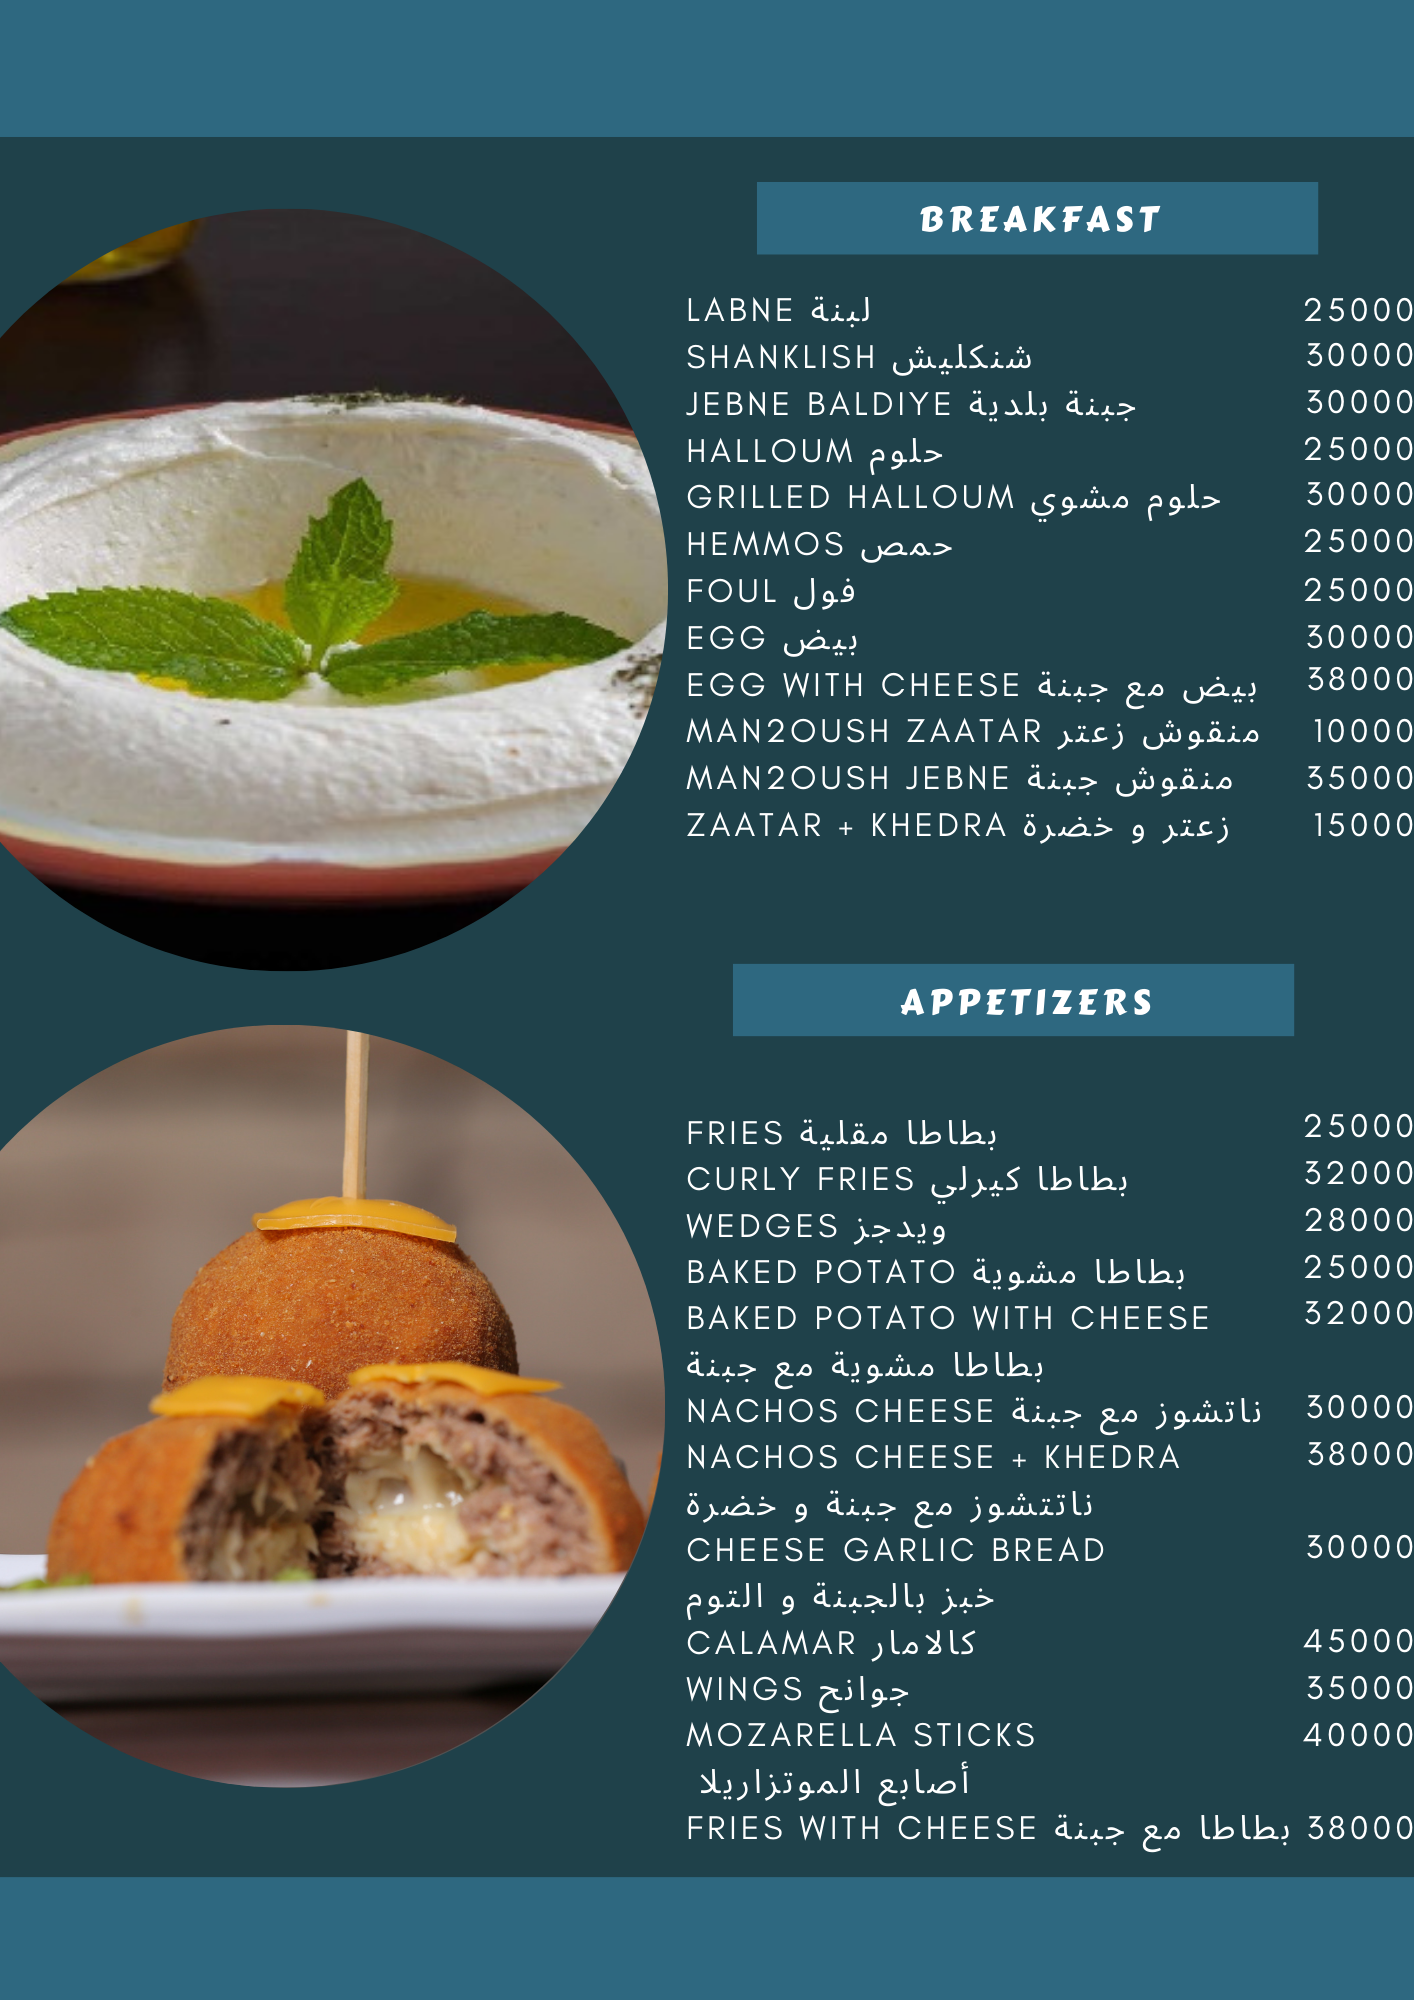 BREAKFAST
LABNE لبنة 25000
SHANKLISH شنكليش 30000
JEBNE BALDIYE جبنة بلدية 30000
HALLOUM حلوم 25000
GRILLED HALLOUM حلوم مشوي 30000
HEMMOS حمص 25000
FOUL فول 25000
EGG بيض 30000
EGG WITH CHEESE بيض مع جبنة 38000
MAN2OUSH ZAATAR منقوش زعتر 10000
MAN2OUSH JEBNE منقوش جبنة 35000
ZAATAR + KHEDRA زعتر و خضرة 15000
APPETIZERS
FRIES بطاطا مقلية 25000
CURLY FRIES بطاطا كيرلي 32000
WEDGES ويدجز 28000
BAKED POTATO بطاطا مشوية 25000
BAKED POTATO WITH CHEESE 32000
بطاطا مشوية مع جبنة
NACHOS CHEESE ناتشوز مع جبنة 30000
NACHOS CHEESE + KHEDRA 38000
ناتتشوز مع جبنة و خضرة
CHEESE GARLIC BREAD 30000
خبز بالجبنة و التوم
CALAMAR كالامار 45000
WINGS جوانح 35000
MOZARELLA STICKS 40000
أصابع الموتزاريلا
FRIES WITH CHEESE بطاطا مع جبنة 38000